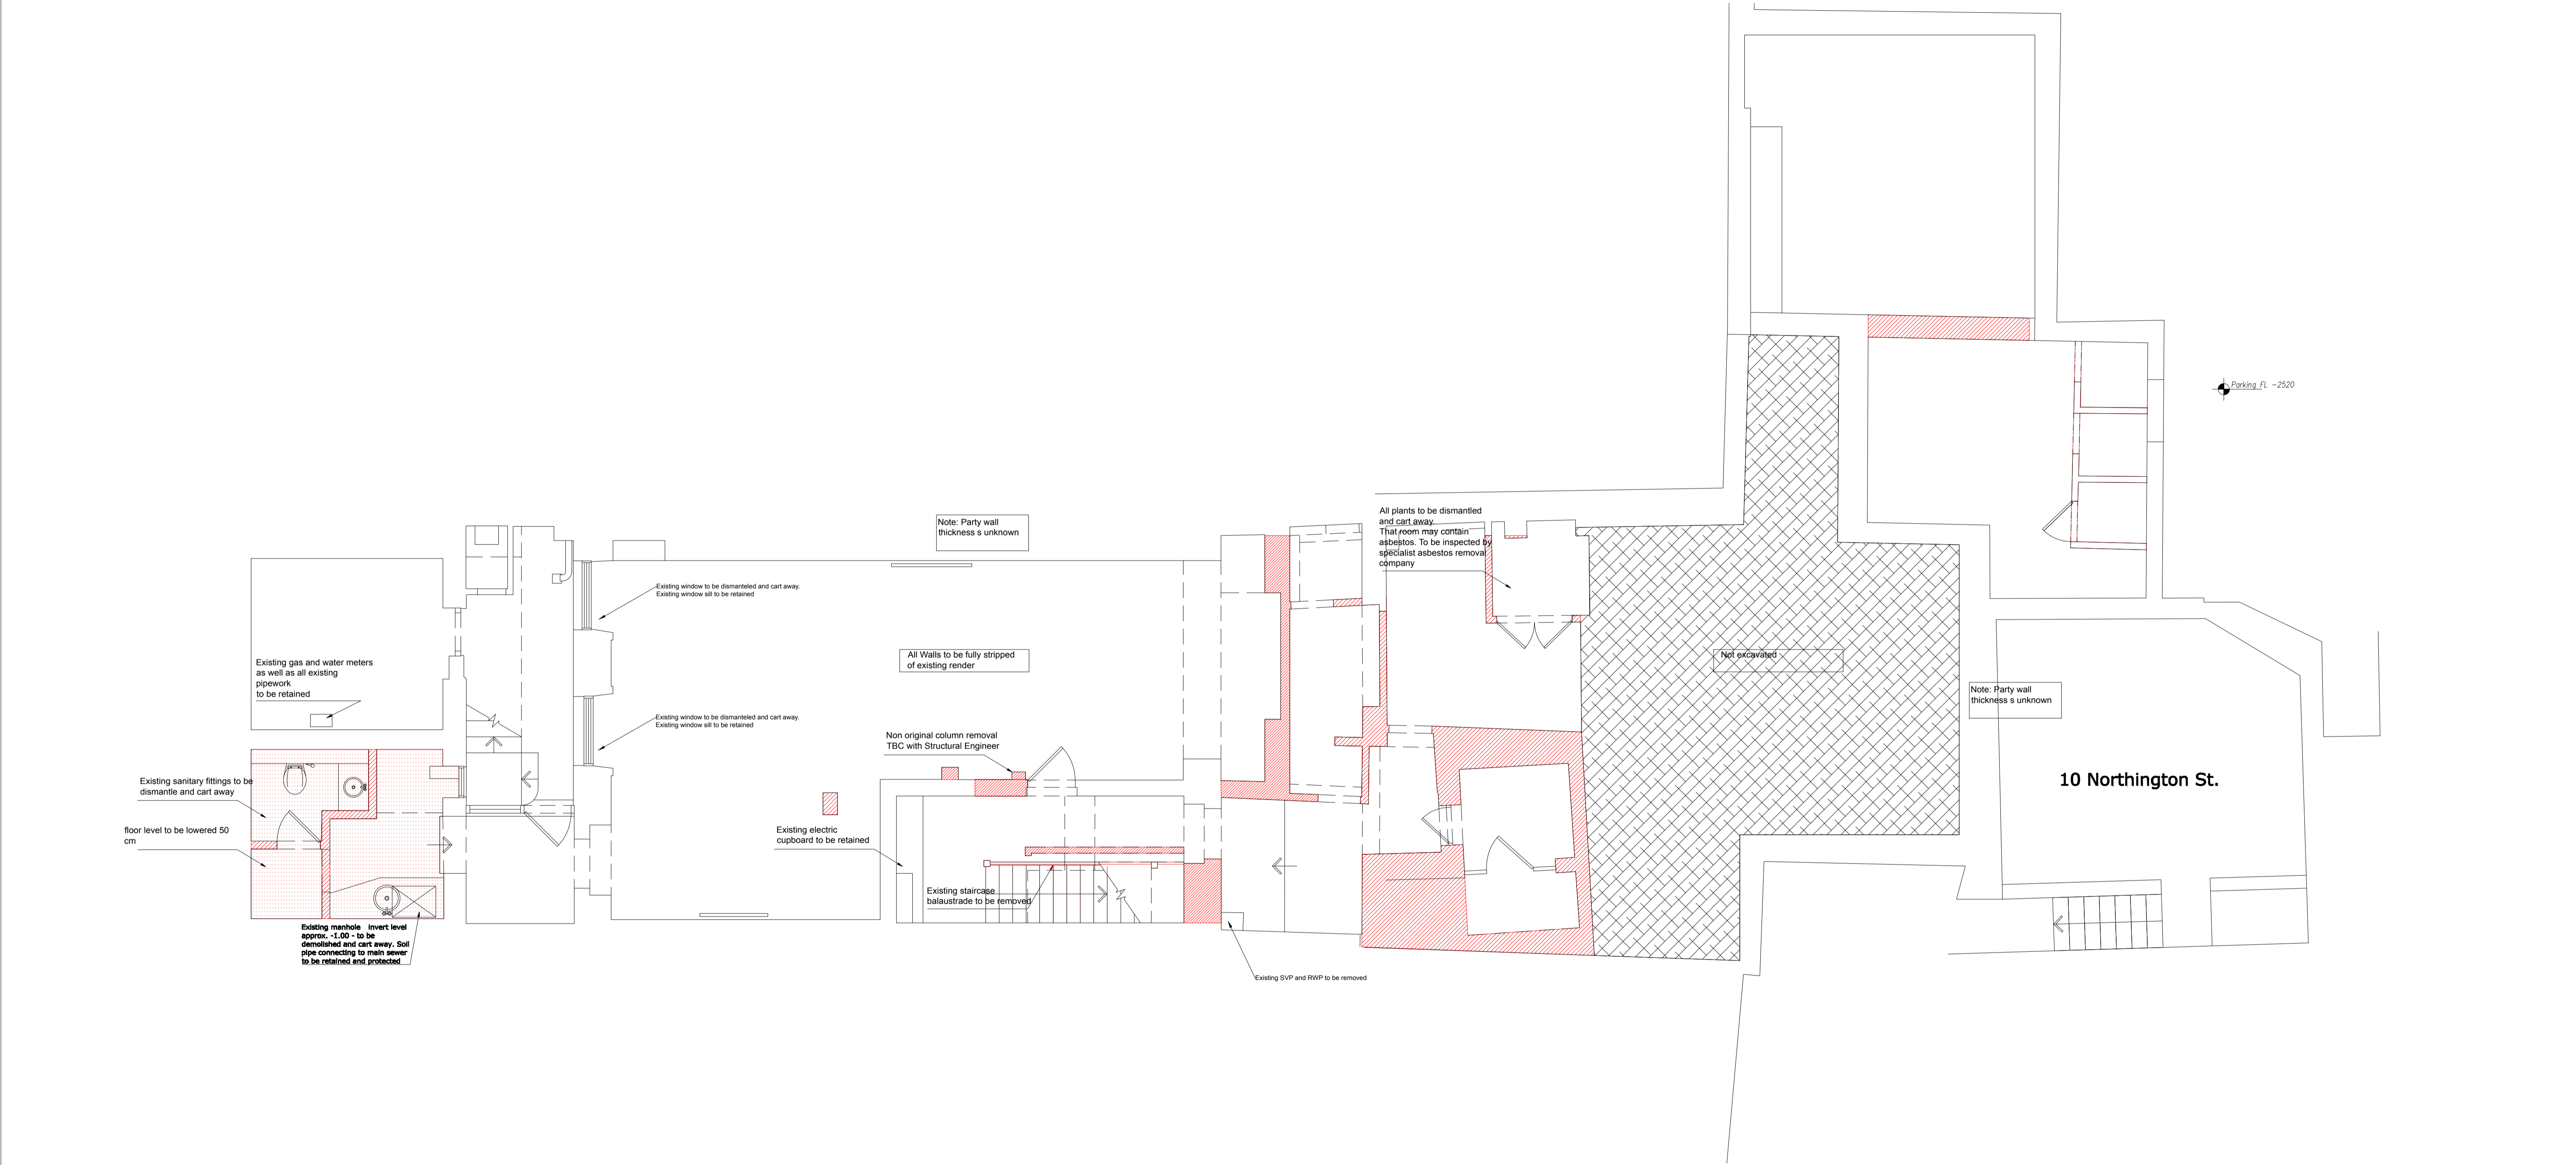 Parking FL -2520
Note: Party wall
thickness s unknown
All plants to be dismantled
and cart away.
That room may contain
asbestos. To be inspected by
specialist asbestos removal
company
Existing window to be dismanteled and cart away.
Existing window sill to be retained
All Walls to be fully stripped
of existing render
Not excavated
Existing gas and water meters
as well as all existing
pipework
to be retained
Note: Party wall
thickness s unknown
Existing window to be dismanteled and cart away.
Existing window sill to be retained
Non original column removal
TBC with Structural Engineer
10 Northington St.
Existing sanitary fittings to be
dismantle and cart away
floor level to be lowered 50
cm
Existing electric
cupboard to be retained
Existing staircase
balaustrade to be removed
Existing manhole invert level
approx. -1.00 - to be
demolished and cart away. Soil
pipe connecting to main sewer
to be retained and protected
Existing SVP and RWP to be removed